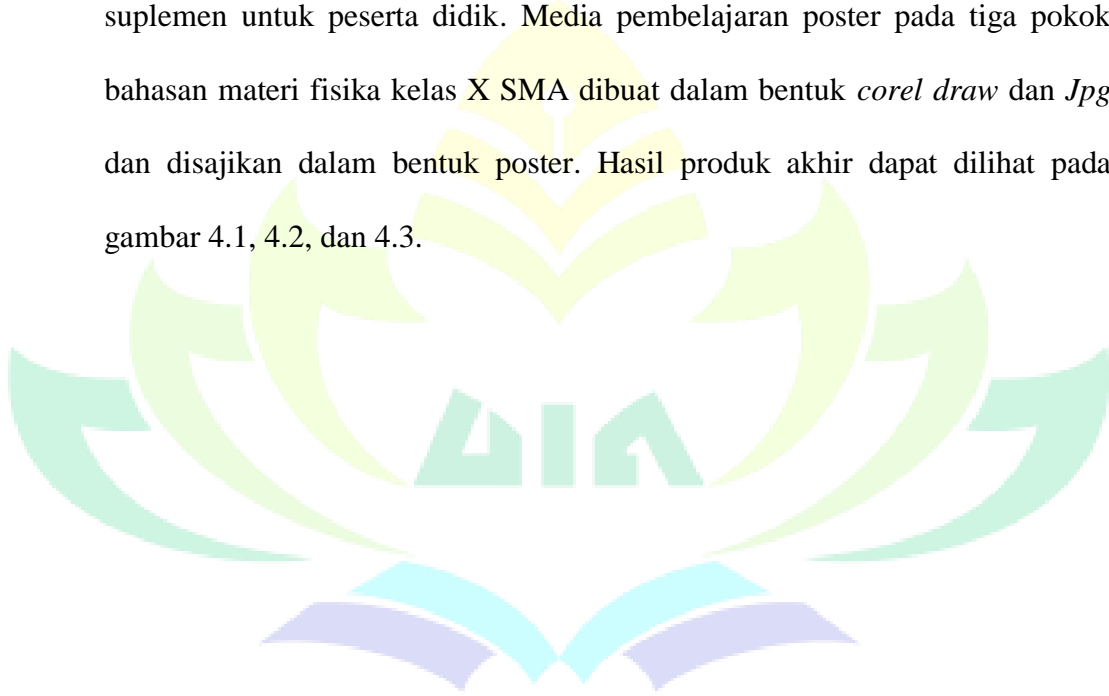 suplemen untuk peserta didik. Media pembelajaran poster pada tiga pokok
bahasan materi fisika kelas X SMA dibuat dalam bentuk corel draw dan Jpg
dan disajikan dalam bentuk poster. Hasil produk akhir dapat dilihat pada
gambar 4.1, 4.2, dan 4.3.